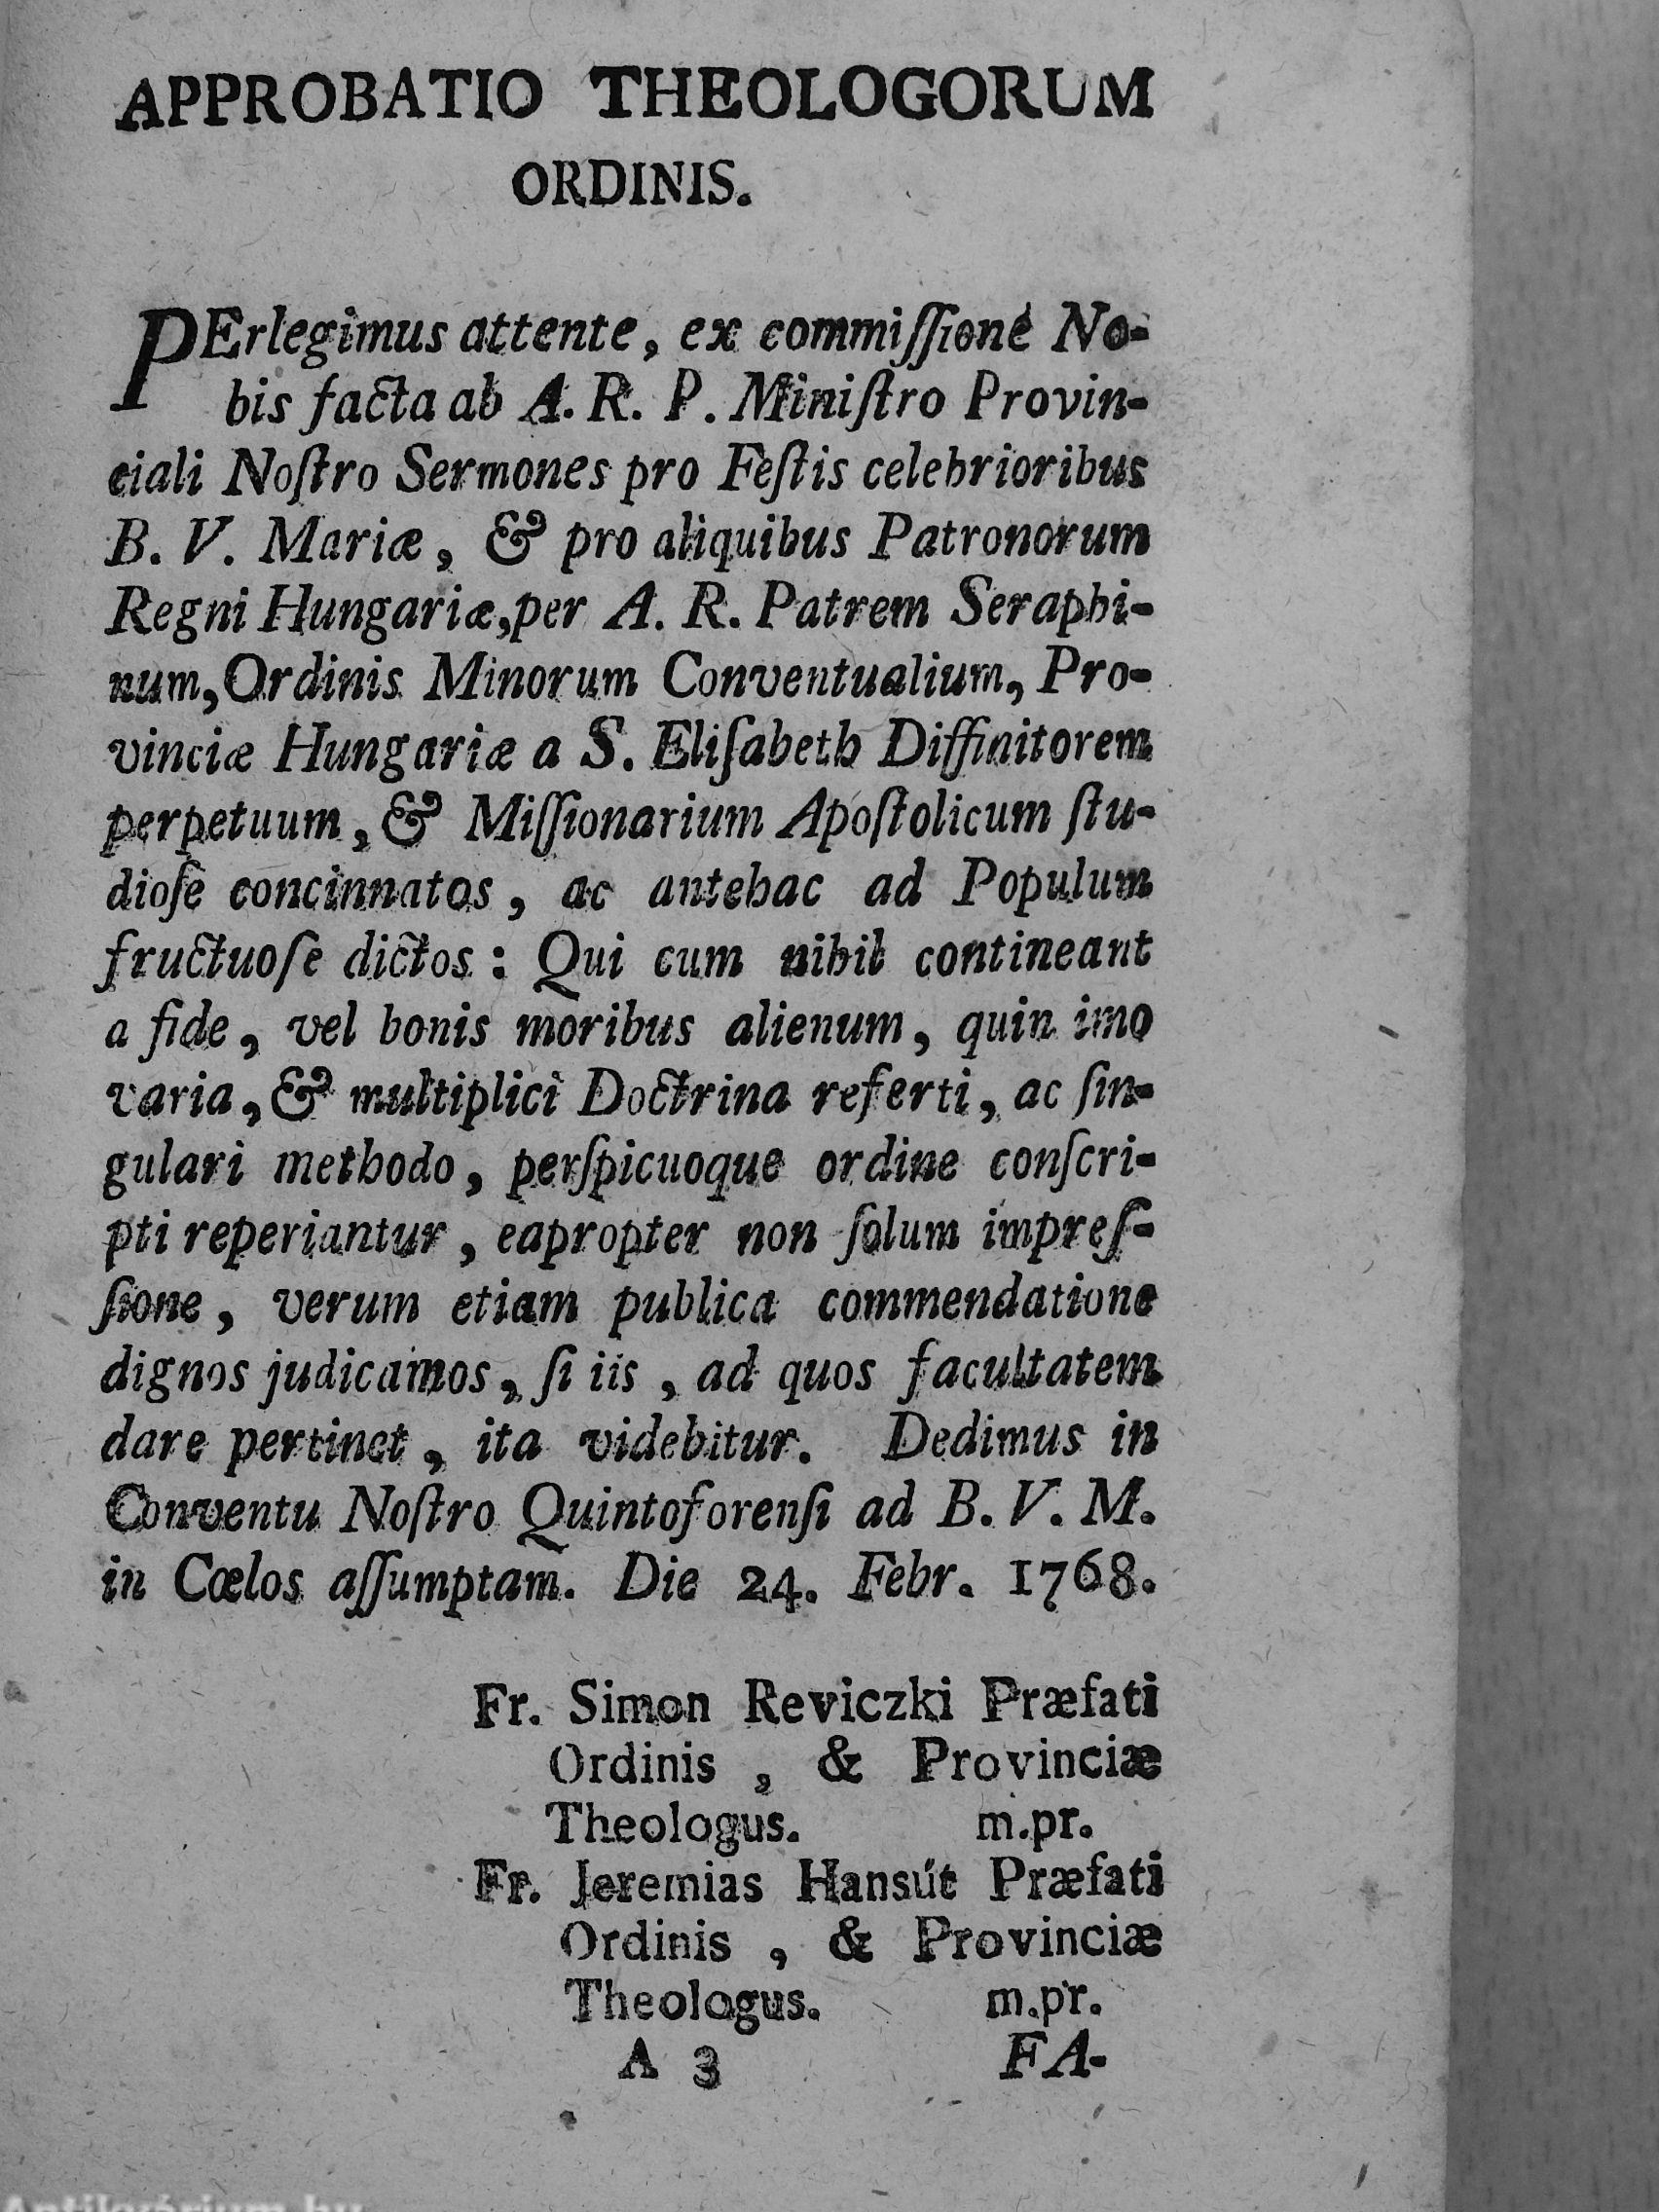 APPROBATIO THEOLOGORUM
ORDINIS.
PErlegimus attente, ex commiſſione No-
bis facta ab A. R. P. Miniſtro Provin-
ciali Noſtro Sermones pro Feſtis celebrioribus
B. V. Mariæ, & pro aliquibus Patronorum
Regni Hungariæ, per A. R. Patrem Seraphi-
num, Ordinis Minorum Conventualium, Pro-
vinciæ Hungariæ a S. Eliſabeth Diffinitorem
perpetuum, & Miſſionarium Apoſtolicum ſtu-
dioſe concinnatos, ac antehac ad Populum
fructuoſe dictos: Qui cum nihil contineant
a fide, vel bonis moribus alienum, quin imo
varia, & multiplici Doctrina referti, ac ſin-
gulari methodo, perſpicuoque ordine conſcri-
pti reperiantur, eapropter non ſolum impreſ-
ſione, verum etiam publica commendatione
dignos judicamos, ſi iis, ad quos facultatem
dare pertinet, ita videbitur. Dedimus in
Conventu Noſtro Quintoforenſi ad B. V. M.
in Cœlos aſſumptam. Die 24. Febr. 1768.
Fr. Simon Reviczki Præfati
Ordinis, & Provinciæ
Theologus. m.pr.
Fr. Jeremias Hansút Præfati
Ordinis, & Provinciæ
Theologus. m.pr.
A 3 FA-
Antikvárium.hu